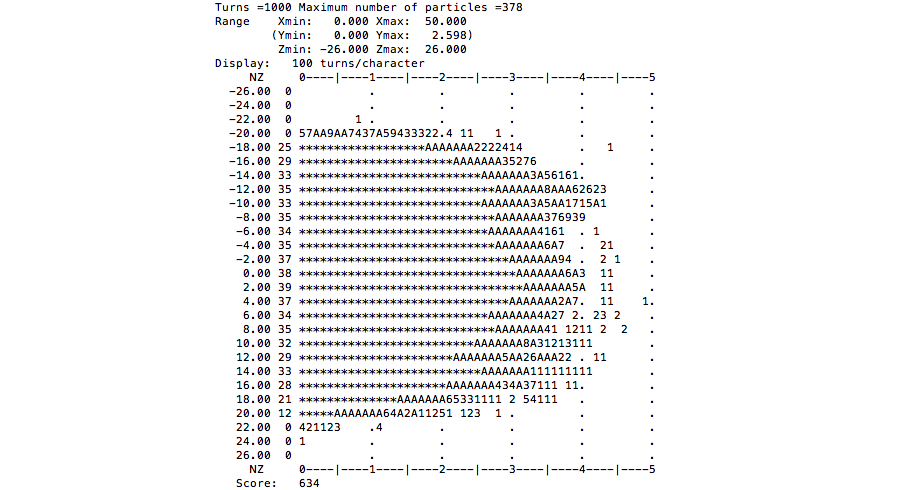 Turns =1000 Maximum number of particles =378
Range    Xmin:   0.000 Xmax:  50.000
        (Ymin:   0.000 Ymax:   2.598)
         Zmin: -26.000 Zmax:  26.000
Display:   100 turns/character
     NZ     0----|----1----|----2----|----3----|----4----|----5
  -26.00  0           .         .         .         .         .
  -24.00  0           .         .         .         .         .
  -22.00  0         1 .         .         .         .         .
  -20.00  0 57AA9AA7437A59433322.4 11   1 .         .         .
  -18.00 25 ******************AAAAAAA2222414        .   1     .
  -16.00 29 **********************AAAAAAA35276      .         .
  -14.00 33 **************************AAAAAAA3A56161.         .
  -12.00 35 ****************************AAAAAAA8AAA62623      .
  -10.00 33 **************************AAAAAAA3A5AA1715A1      .
   -8.00 35 ****************************AAAAAAA376939         .
   -6.00 34 ***************************AAAAAAA4161  . 1       .
   -4.00 35 ****************************AAAAAAA6A7  .  21     .
   -2.00 37 ******************************AAAAAAA94 .  2 1    .
    0.00 38 *******************************AAAAAAA6A3  11     .
    2.00 39 ********************************AAAAAAA5A  11     .
    4.00 37 ******************************AAAAAAA2A7.  11    1.
    6.00 34 ***************************AAAAAAA4A27 2. 23 2    .
    8.00 35 ****************************AAAAAAA41 1211 2  2   .
   10.00 32 *************************AAAAAAA8A31213111        .
   12.00 29 **********************AAAAAAA5AA26AAA22 . 11      .
   14.00 33 **************************AAAAAAA111111111        .
   16.00 28 *********************AAAAAAA434A37111 11.         .
   18.00 21 **************AAAAAAA65331111 2 54111   .         .
   20.00 12 *****AAAAAAA64A2A11251 123  1 .         .         .
   22.00  0 421123    .4        .         .         .         .
   24.00  0 1         .         .         .         .         .
   26.00  0           .         .         .         .         .
     NZ     0----|----1----|----2----|----3----|----4----|----5
   Score:   634